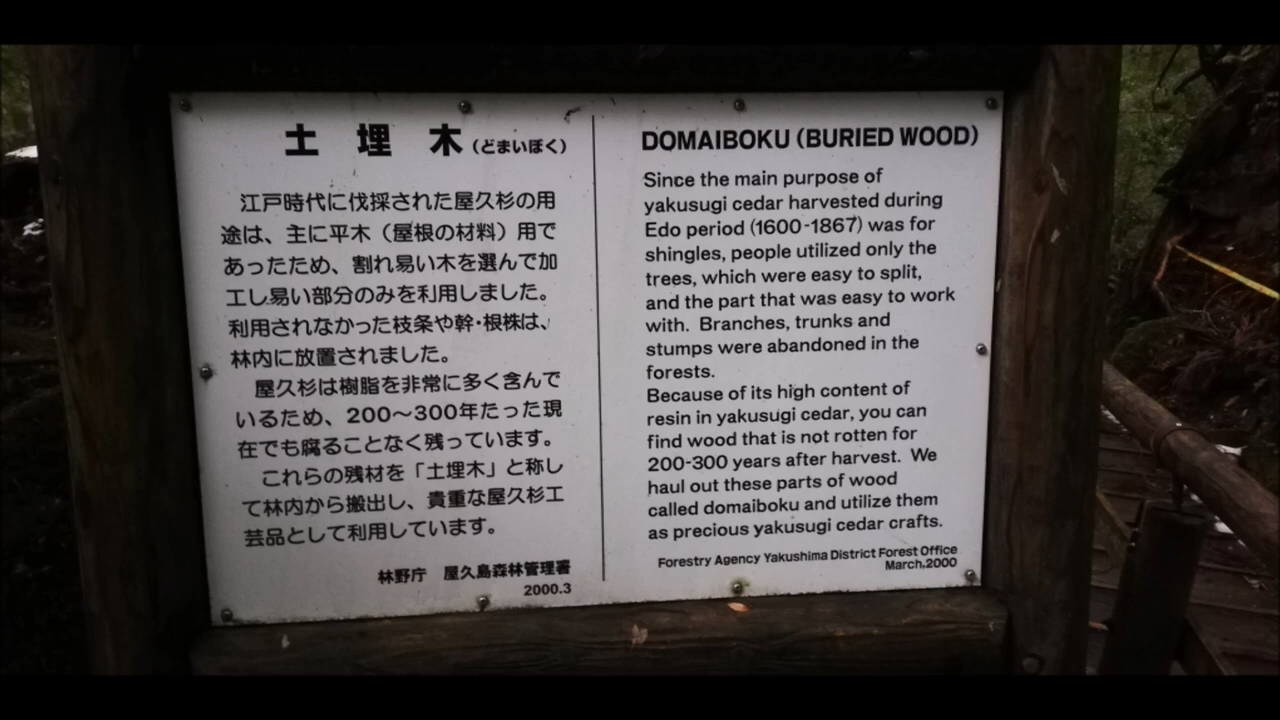 土埋木(どまいぼく)
江戸時代に伐採された屋久杉の用
途は、主に平木(屋根の材料)用で
あったため、割れ易い木を選んで加
工し易い部分のみを利用しました。
利用されなかった枝条や幹・根株は、
林内に放置されました。
屋久杉は樹脂を非常に多く含んで
いるため、200〜300年たった現
在でも腐ることなく残っています。
これらの残材を「土埋木」と称し
て林内から搬出し、貴重な屋久杉工
芸品として利用しています。
林野庁 屋久島森林管理署
2000.3
DOMAIBOKU (BURIED WOOD)
Since the main purpose of
yakusugi cedar harvested during
Edo period (1600-1867) was for
shingles, people utilized only the
trees, which were easy to split,
and the part that was easy to work
with. Branches, trunks and
stumps were abandoned in the
forests.
Because of its high content of
resin in yakusugi cedar, you can
find wood that is not rotten for
200-300 years after harvest. We
haul out these parts of wood
called domaiboku and utilize them
as precious yakusugi cedar crafts.
Forestry Agency Yakushima District Forest Office
March,2000